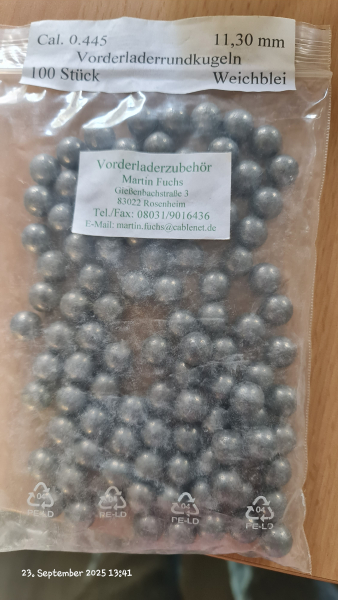 Cal. 0.445 11,30 mm
Vorderladerrundkugeln
100 Stück Weichblei
Vorderladerzubehör
Martin Fuchs
Gießenbachstraße 3
83022 Rosenheim
Tel./Fax: 08031/9016436
E-Mail: martin.fuchs@cablenet.de
04 04 04
PE-LD PE-LD PE-LD PE-LD
23. September 2025 13:41